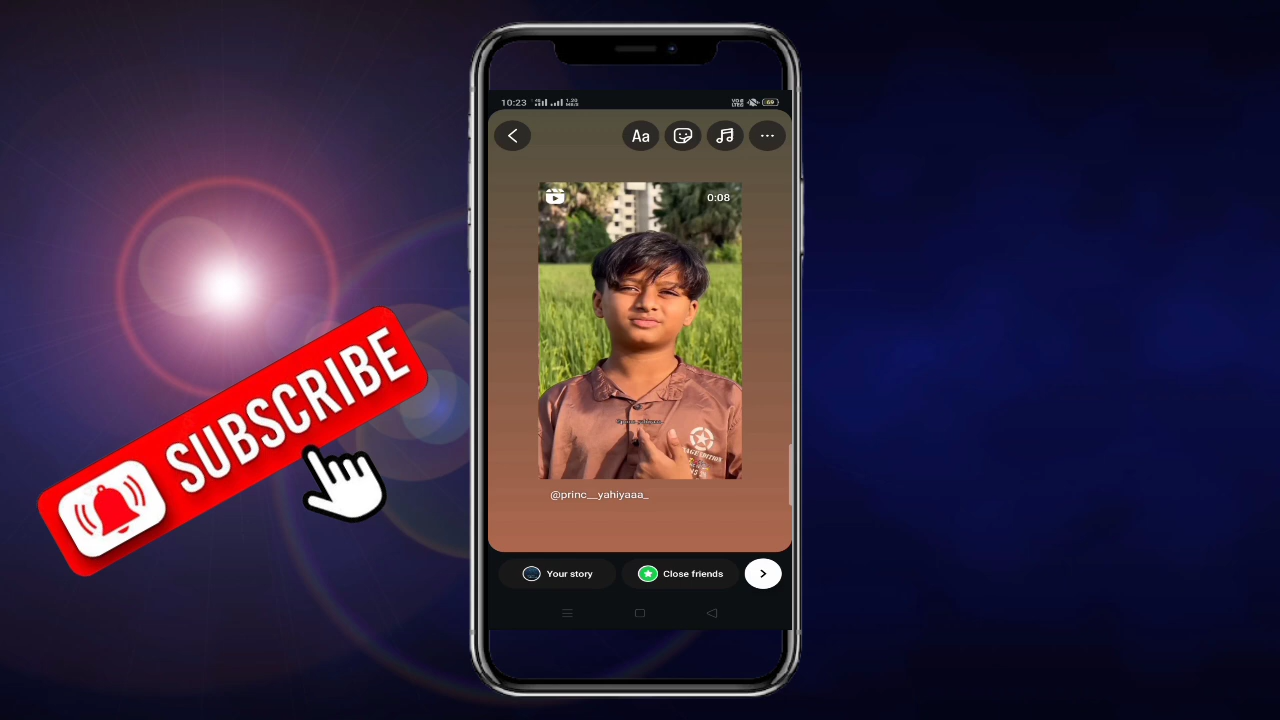 10:23
Aa
0:08
@princ__yahiyaaa_
Your story
Close friends
SUBSCRIBE